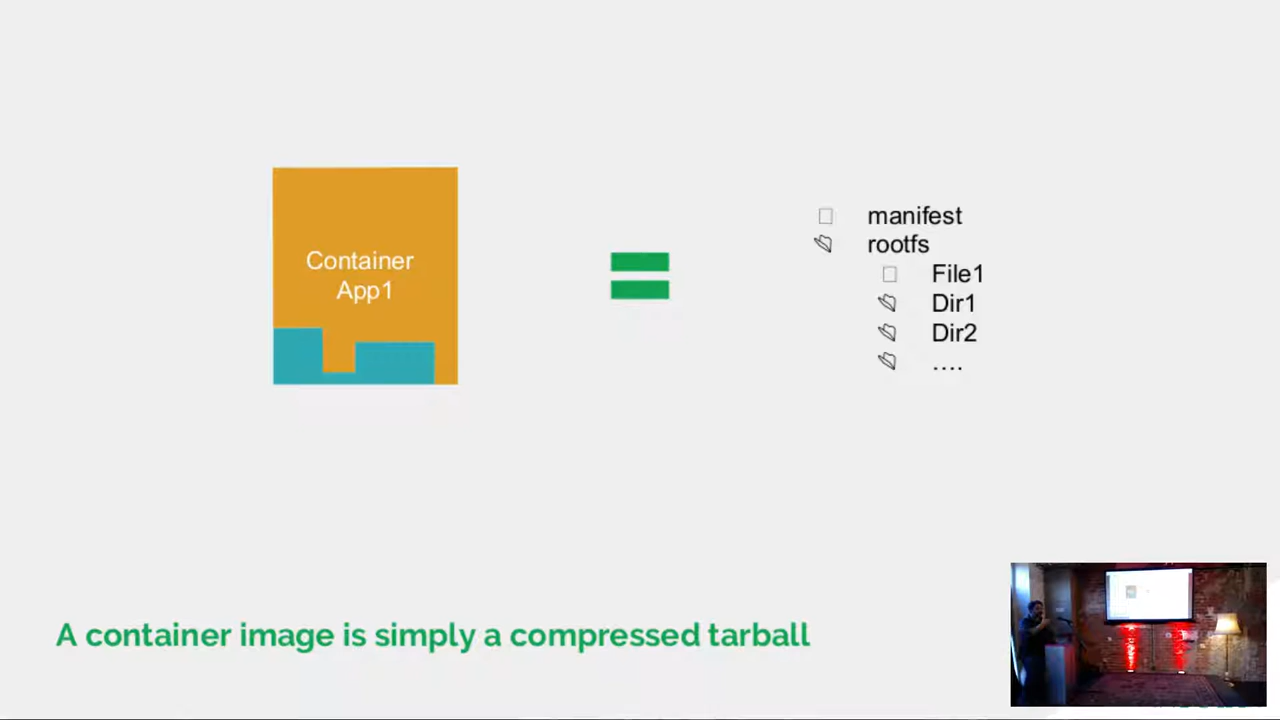 Container
App1
manifest
rootfs
File1
Dir1
Dir2
....
A container image is simply a compressed tarball